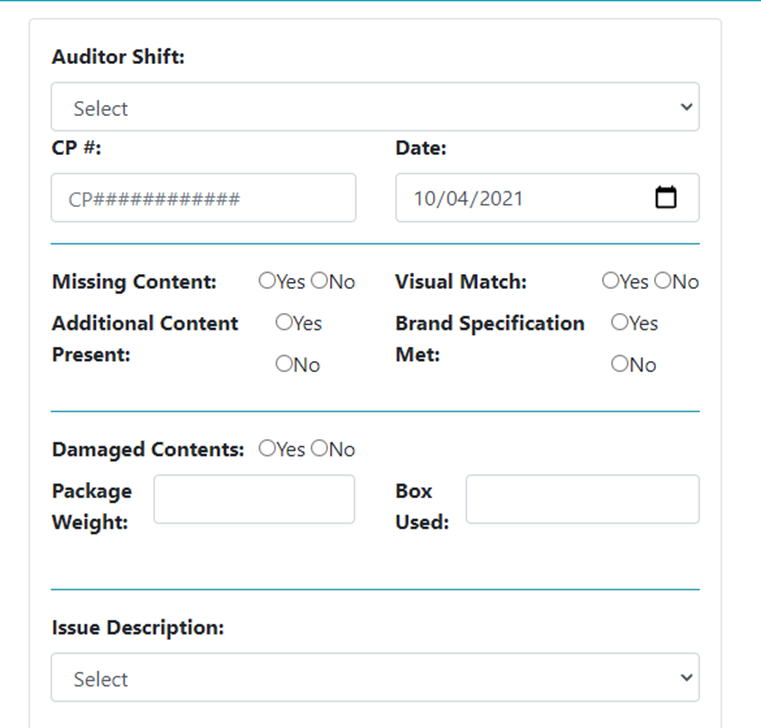 Auditor Shift:
Select
CP #: Date:
CP############ 10/04/2021
Missing Content: Yes No Visual Match: Yes No
Additional Content Present: Yes No Brand Specification Met: Yes No
Damaged Contents: Yes No
Package Weight: Box Used:
Issue Description:
Select